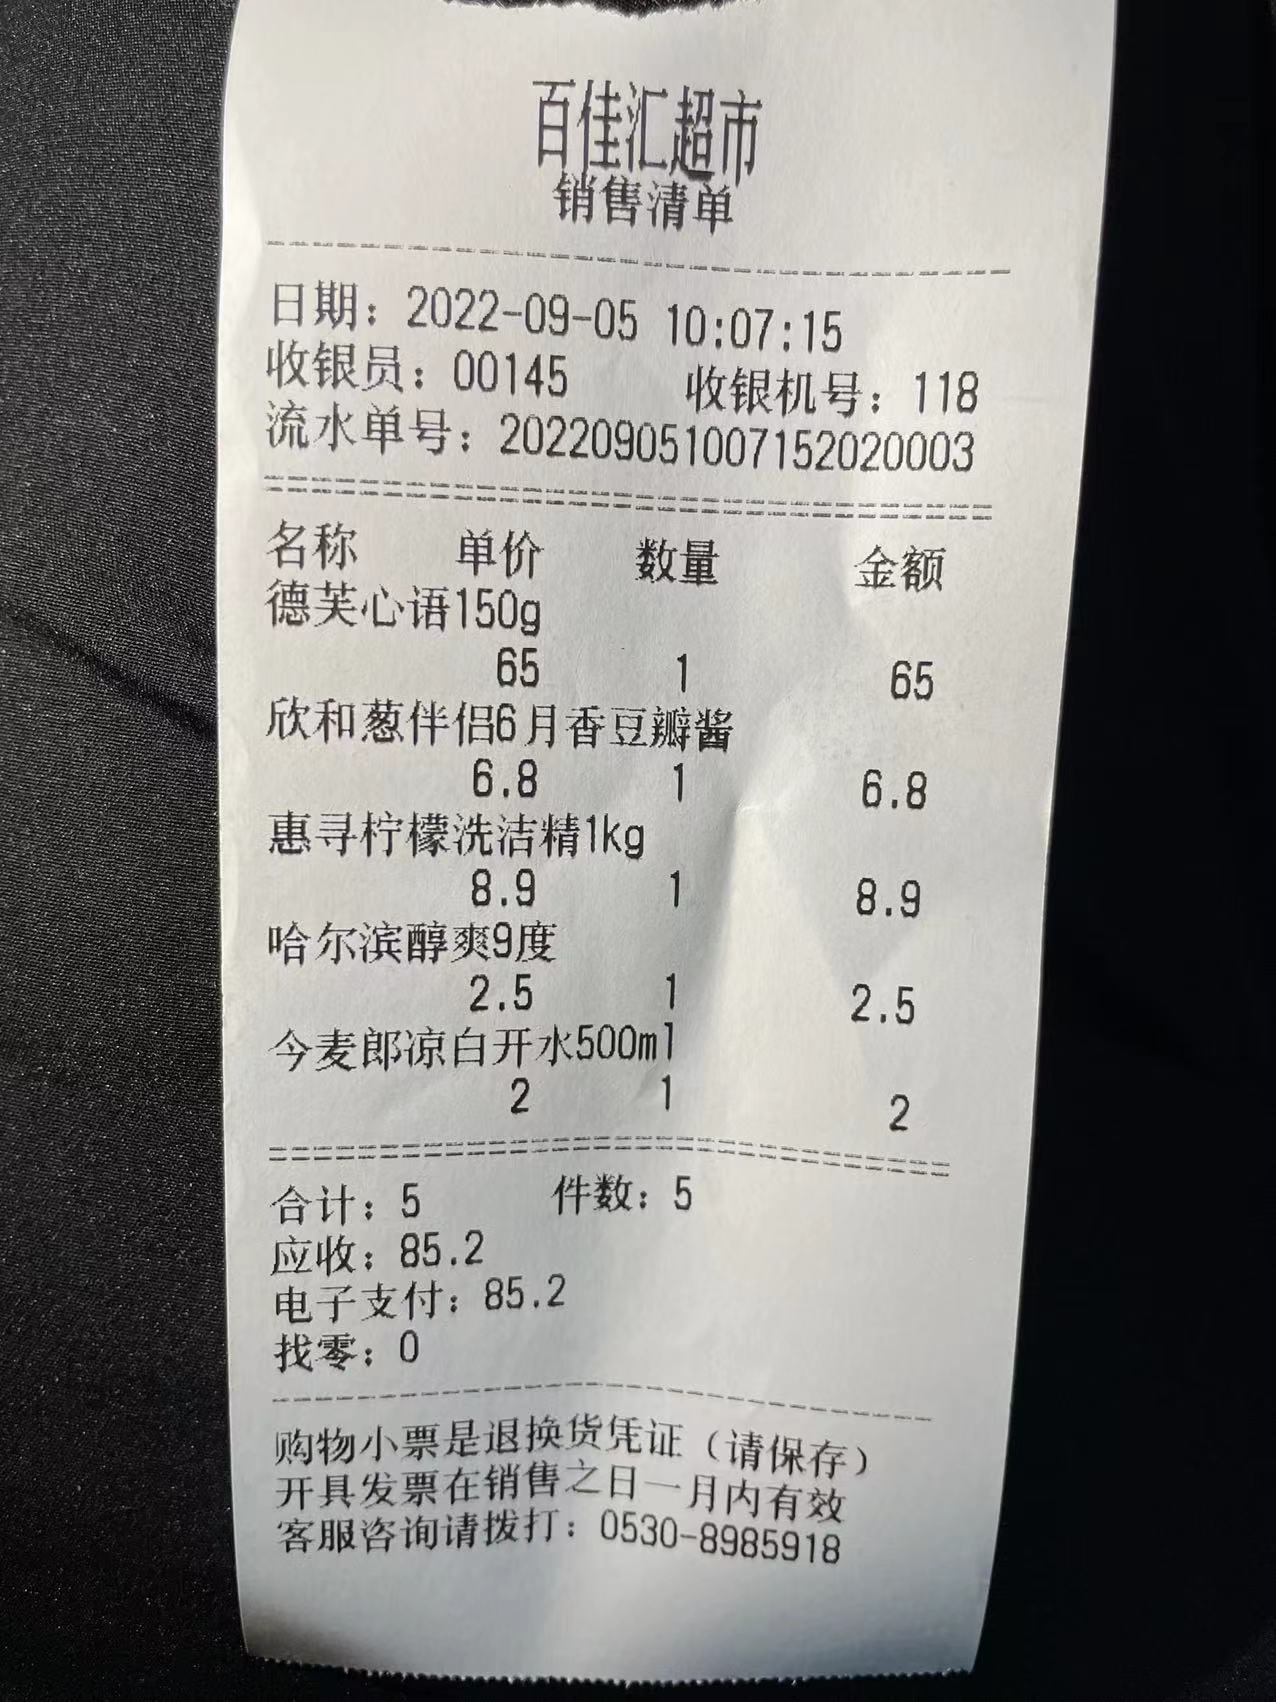 百佳汇超市
销售清单
日期：2022-09-05 10:07:15
收银员：00145 收银机号：118
流水单号：202209051007152020003
名称 单价 数量 金额
德芙心语150g
65 1 65
欣和葱伴侣6月香豆瓣酱
6.8 1 6.8
惠寻柠檬洗洁精1kg
8.9 1 8.9
哈尔滨醇爽9度
2.5 1 2.5
今麦郎凉白开水500ml
2 1 2
合计：5 件数：5
应收：85.2
电子支付：85.2
找零：0
购物小票是退换货凭证（请保存）
开具发票在销售之日一月内有效
客服咨询请拨打：0530-8985918